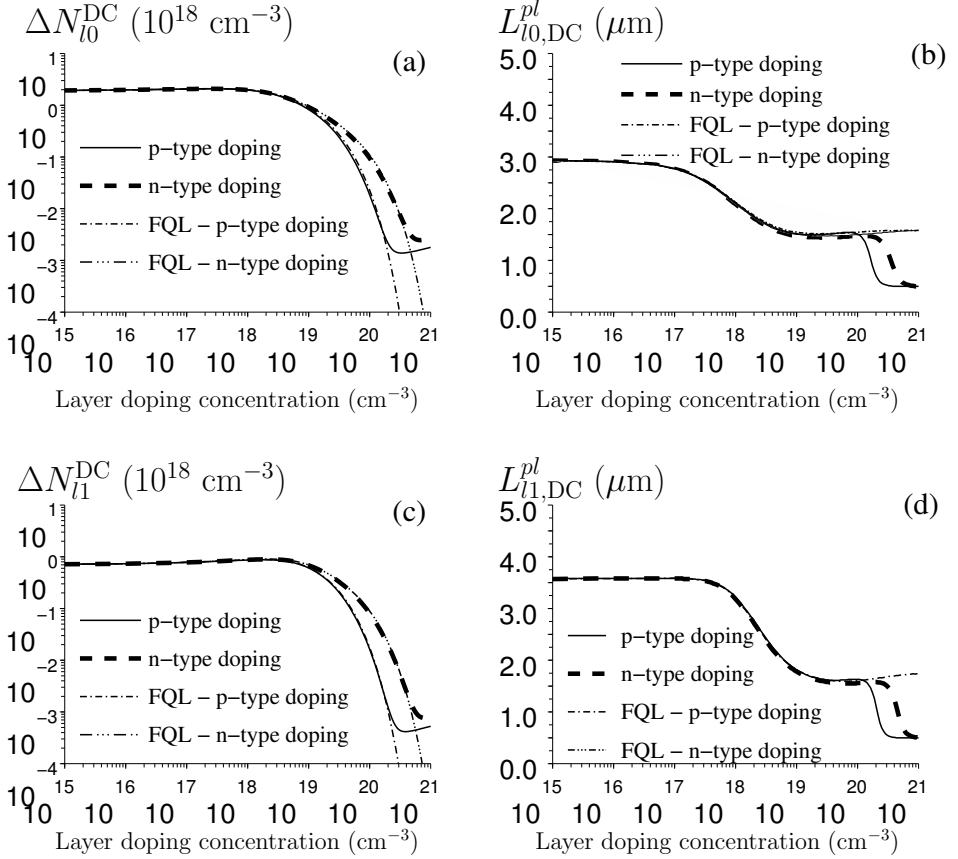 ΔN_{l0}^{DC} (10^{18} cm^{−3})
(a)
10^{1}
10^{0}
10^{−1}
10^{−2}
10^{−3}
10^{−4}
p−type doping
n−type doping
FQL − p−type doping
FQL − n−type doping
10^{15} 10^{16} 10^{17} 10^{18} 10^{19} 10^{20} 10^{21}
Layer doping concentration (cm^{−3})
L_{l0,DC}^{pl} (μm)
(b)
5.0
4.0
3.0
2.0
1.0
0.0
p−type doping
n−type doping
FQL − p−type doping
FQL − n−type doping
10^{15} 10^{16} 10^{17} 10^{18} 10^{19} 10^{20} 10^{21}
Layer doping concentration (cm^{−3})
ΔN_{l1}^{DC} (10^{18} cm^{−3})
(c)
10^{1}
10^{0}
10^{−1}
10^{−2}
10^{−3}
10^{−4}
p−type doping
n−type doping
FQL − p−type doping
FQL − n−type doping
10^{15} 10^{16} 10^{17} 10^{18} 10^{19} 10^{20} 10^{21}
Layer doping concentration (cm^{−3})
L_{l1,DC}^{pl} (μm)
(d)
5.0
4.0
3.0
2.0
1.0
0.0
p−type doping
n−type doping
FQL − p−type doping
FQL − n−type doping
10^{15} 10^{16} 10^{17} 10^{18} 10^{19} 10^{20} 10^{21}
Layer doping concentration (cm^{−3})